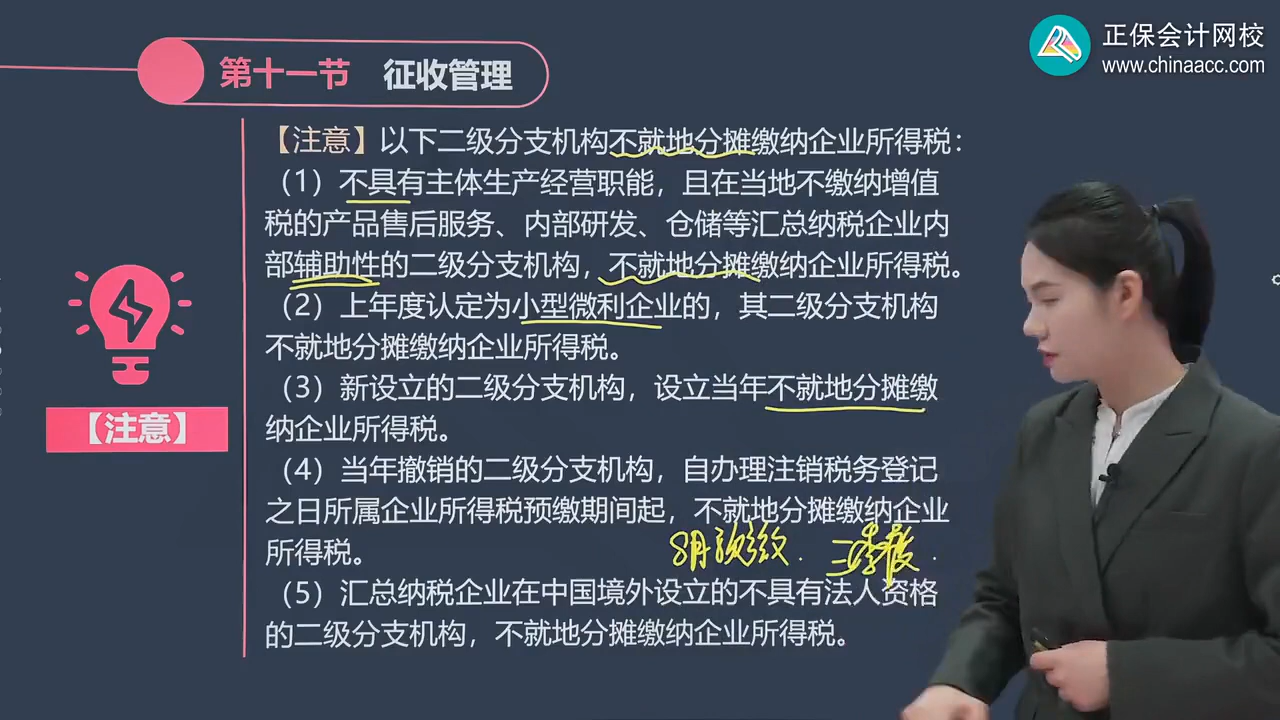 正保会计网校
www.chinaacc.com
第十一节 征收管理
【注意】以下二级分支机构不就地分摊缴纳企业所得税：
（1）不具有主体生产经营职能，且在当地不缴纳增值
税的产品售后服务、内部研发、仓储等汇总纳税企业内
部辅助性的二级分支机构，不就地分摊缴纳企业所得税。
（2）上年度认定为小型微利企业的，其二级分支机构
不就地分摊缴纳企业所得税。
（3）新设立的二级分支机构，设立当年不就地分摊缴
纳企业所得税。
（4）当年撤销的二级分支机构，自办理注销税务登记
之日所属企业所得税预缴期间起，不就地分摊缴纳企业
所得税。
8月预缴. 三季度.
（5）汇总纳税企业在中国境外设立的不具有法人资格
的二级分支机构，不就地分摊缴纳企业所得税。
【注意】